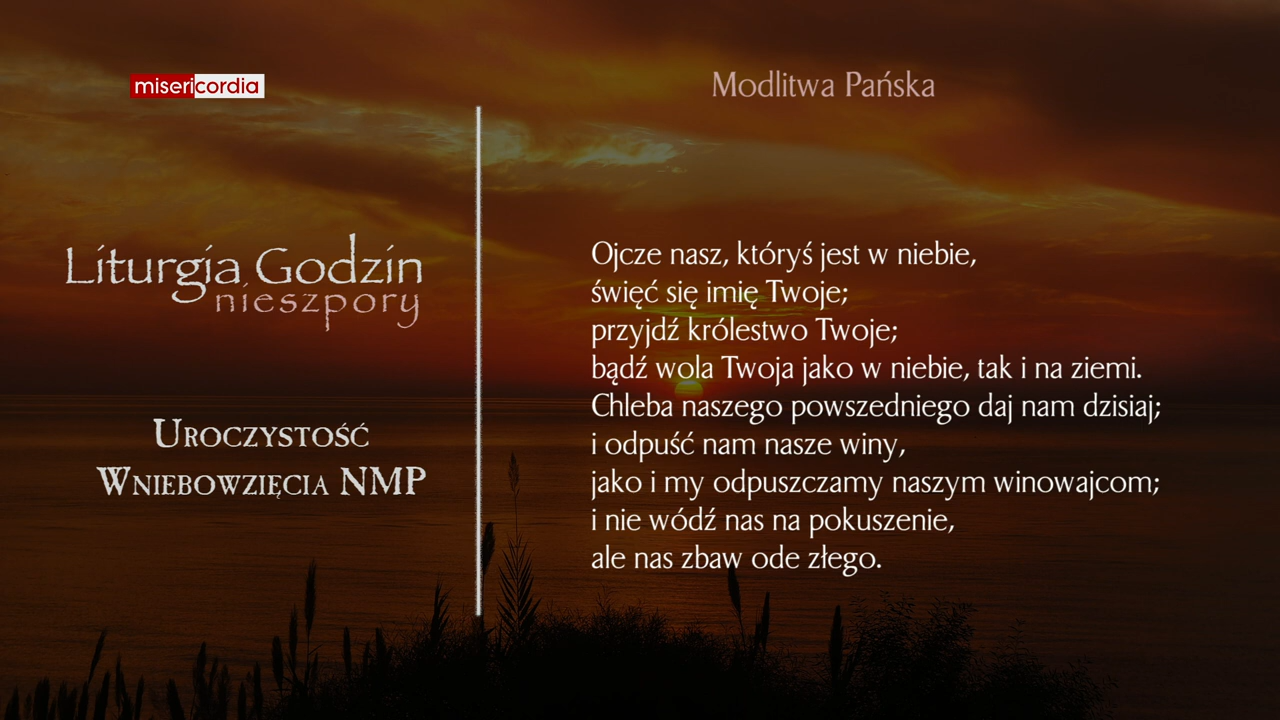 misericordia
Liturgia Godzin
nieszpory
Uroczystość
Wniebowzięcia NMP
Modlitwa Pańska
Ojcze nasz, któryś jest w niebie,
święć się imię Twoje;
przyjdź królestwo Twoje;
bądź wola Twoja jako w niebie, tak i na ziemi.
Chleba naszego powszedniego daj nam dzisiaj;
i odpuść nam nasze winy,
jako i my odpuszczamy naszym winowajcom;
i nie wódź nas na pokuszenie,
ale nas zbaw ode złego.